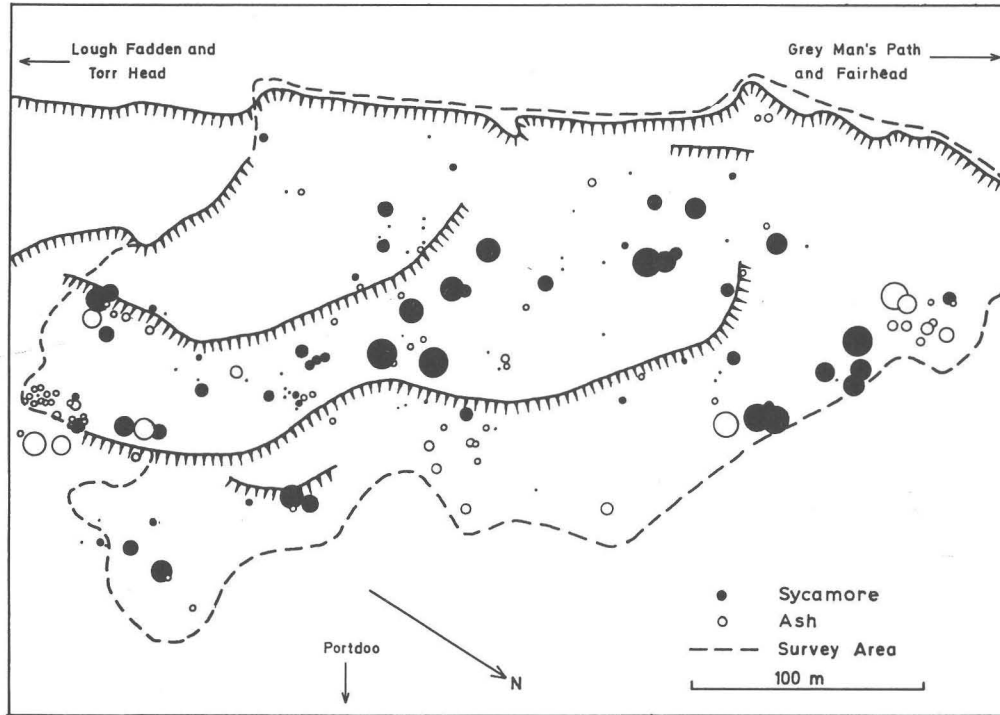 Lough Fadden and
Torr Head
Grey Man's Path
and Fairhead
Sycamore
Ash
Survey Area
100 m
Portdoo
N